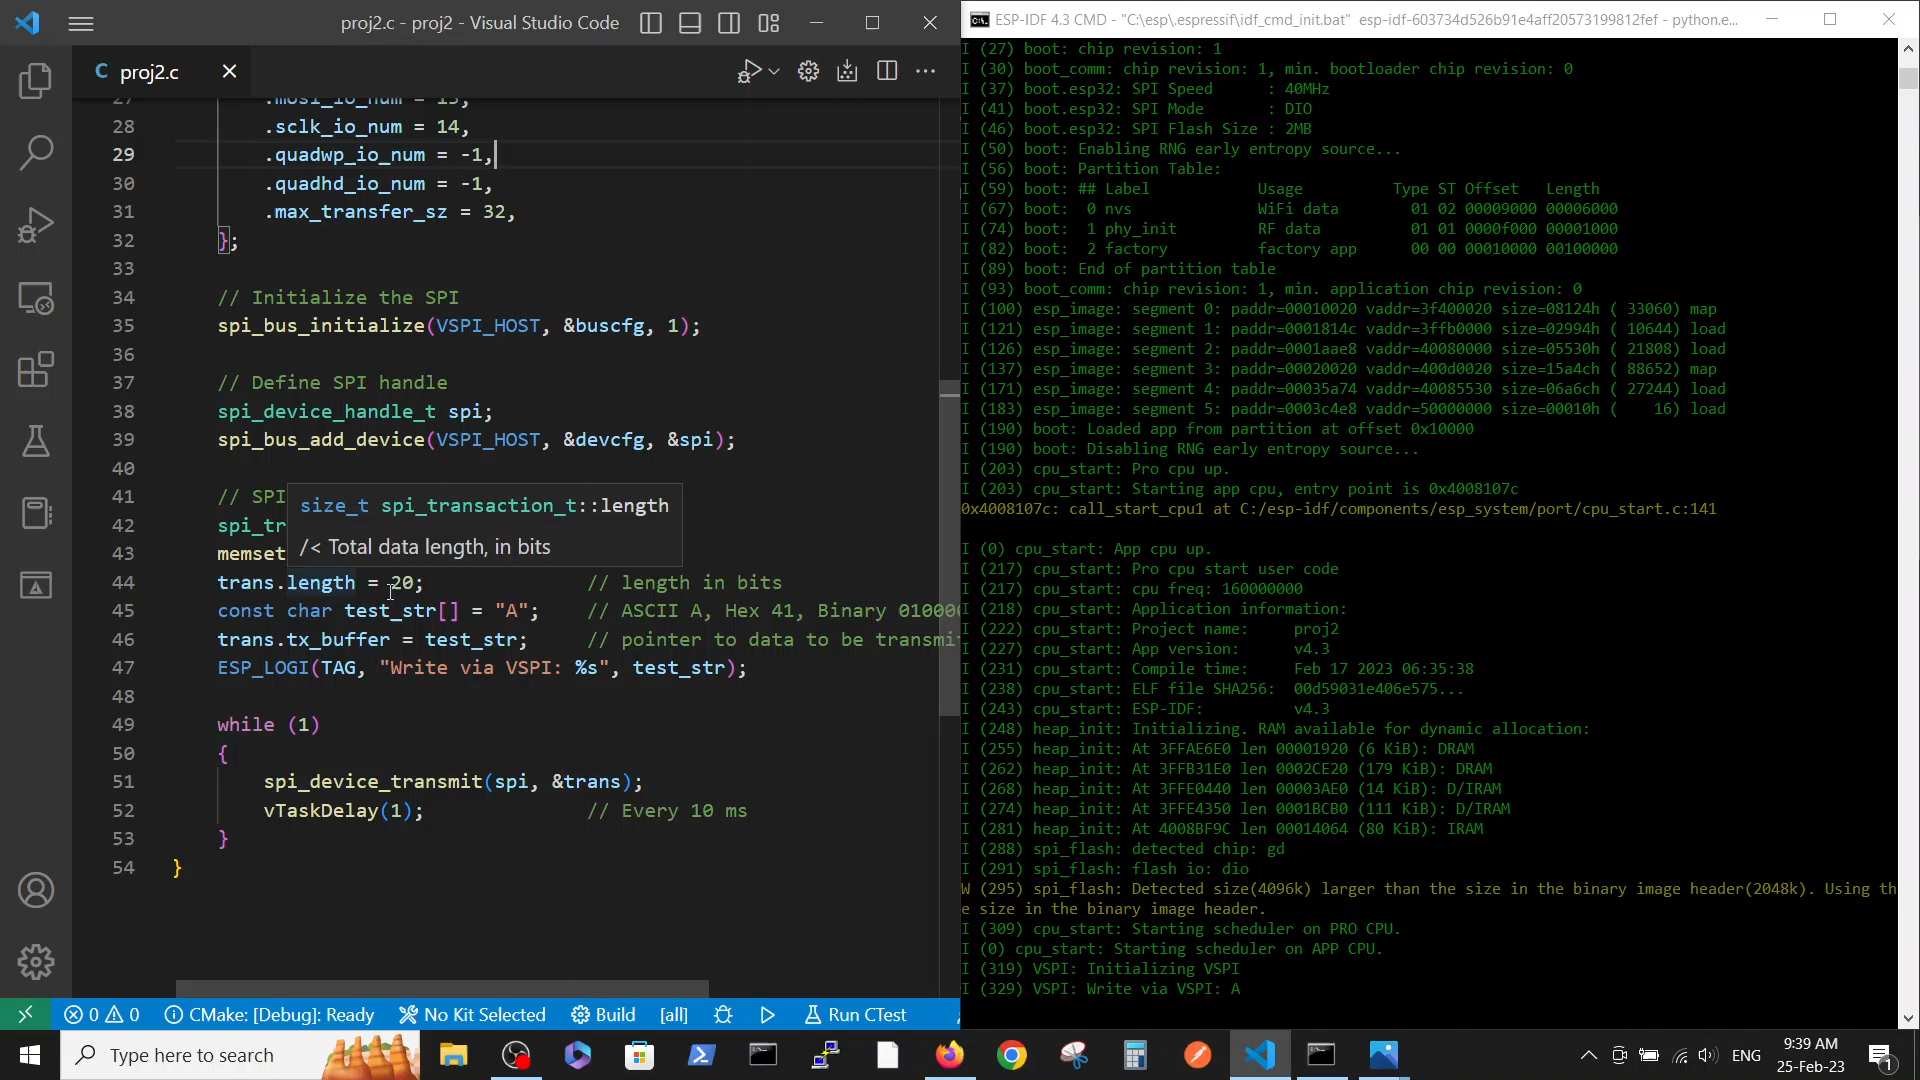 proj2.c - proj2 - Visual Studio Code
proj2.c
27
28 .sclk_io_num = 14,
29 .quadwp_io_num = -1,
30 .quadhd_io_num = -1,
31 .max_transfer_sz = 32,
32 };
33
34 // Initialize the SPI
35 spi_bus_initialize(VSPI_HOST, &buscfg, 1);
36
37 // Define SPI handle
38 spi_device_handle_t spi;
39 spi_bus_add_device(VSPI_HOST, &devcfg, &spi);
40
41 // SPI
size_t spi_transaction_t::length
42 spi_tr
/< Total data length, in bits
43 memset
44 trans.length = 20; // length in bits
45 const char test_str[] = "A"; // ASCII A, Hex 41, Binary 01000
46 trans.tx_buffer = test_str; // pointer to data to be transmi
47 ESP_LOGI(TAG, "Write via VSPI: %s", test_str);
48
49 while (1)
50 {
51 spi_device_transmit(spi, &trans);
52 vTaskDelay(1); // Every 10 ms
53 }
54 }
0 0 CMake: [Debug]: Ready No Kit Selected Build [all] Run CTest
ESP-IDF 4.3 CMD - "C:\esp\.espressif\idf_cmd_init.bat" esp-idf-603734d526b91e4aff20573199812fef - python.e...
I (27) boot: chip revision: 1
I (30) boot_comm: chip revision: 1, min. bootloader chip revision: 0
I (37) boot.esp32: SPI Speed : 40MHz
I (41) boot.esp32: SPI Mode : DIO
I (46) boot.esp32: SPI Flash Size : 2MB
I (50) boot: Enabling RNG early entropy source...
I (56) boot: Partition Table:
I (59) boot: ## Label Usage Type ST Offset Length
I (67) boot: 0 nvs WiFi data 01 02 00009000 00006000
I (74) boot: 1 phy_init RF data 01 01 0000f000 00001000
I (82) boot: 2 factory factory app 00 00 00010000 00100000
I (89) boot: End of partition table
I (93) boot_comm: chip revision: 1, min. application chip revision: 0
I (100) esp_image: segment 0: paddr=00010020 vaddr=3f400020 size=08124h ( 33060) map
I (121) esp_image: segment 1: paddr=0001814c vaddr=3ffb0000 size=02994h ( 10644) load
I (126) esp_image: segment 2: paddr=0001aae8 vaddr=40080000 size=05530h ( 21808) load
I (137) esp_image: segment 3: paddr=00020020 vaddr=400d0020 size=15a4ch ( 88652) map
I (171) esp_image: segment 4: paddr=00035a74 vaddr=40085530 size=06a6ch ( 27244) load
I (183) esp_image: segment 5: paddr=0003c4e8 vaddr=50000000 size=00010h ( 16) load
I (190) boot: Loaded app from partition at offset 0x10000
I (190) boot: Disabling RNG early entropy source...
I (203) cpu_start: Pro cpu up.
I (203) cpu_start: Starting app cpu, entry point is 0x4008107c
0x4008107c: call_start_cpu1 at C:/esp-idf/components/esp_system/port/cpu_start.c:141
I (0) cpu_start: App cpu up.
I (217) cpu_start: Pro cpu start user code
I (217) cpu_start: cpu freq: 160000000
I (218) cpu_start: Application information:
I (222) cpu_start: Project name: proj2
I (227) cpu_start: App version: v4.3
I (231) cpu_start: Compile time: Feb 17 2023 06:35:38
I (238) cpu_start: ELF file SHA256: 00d59031e406e575...
I (243) cpu_start: ESP-IDF: v4.3
I (248) heap_init: Initializing. RAM available for dynamic allocation:
I (255) heap_init: At 3FFAE6E0 len 00001920 (6 KiB): DRAM
I (262) heap_init: At 3FFB31E0 len 0002CE20 (179 KiB): DRAM
I (268) heap_init: At 3FFE0440 len 00003AE0 (14 KiB): D/IRAM
I (274) heap_init: At 3FFE4350 len 0001BCB0 (111 KiB): D/IRAM
I (281) heap_init: At 4008BF9C len 00014064 (80 KiB): IRAM
I (288) spi_flash: detected chip: gd
I (291) spi_flash: flash io: dio
W (295) spi_flash: Detected size(4096k) larger than the size in the binary image header(2048k). Using th
e size in the binary image header.
I (309) cpu_start: Starting scheduler on PRO CPU.
I (0) cpu_start: Starting scheduler on APP CPU.
I (319) VSPI: Initializing VSPI
I (329) VSPI: Write via VSPI: A
Type here to search
ENG
9:39 AM
25-Feb-23
1